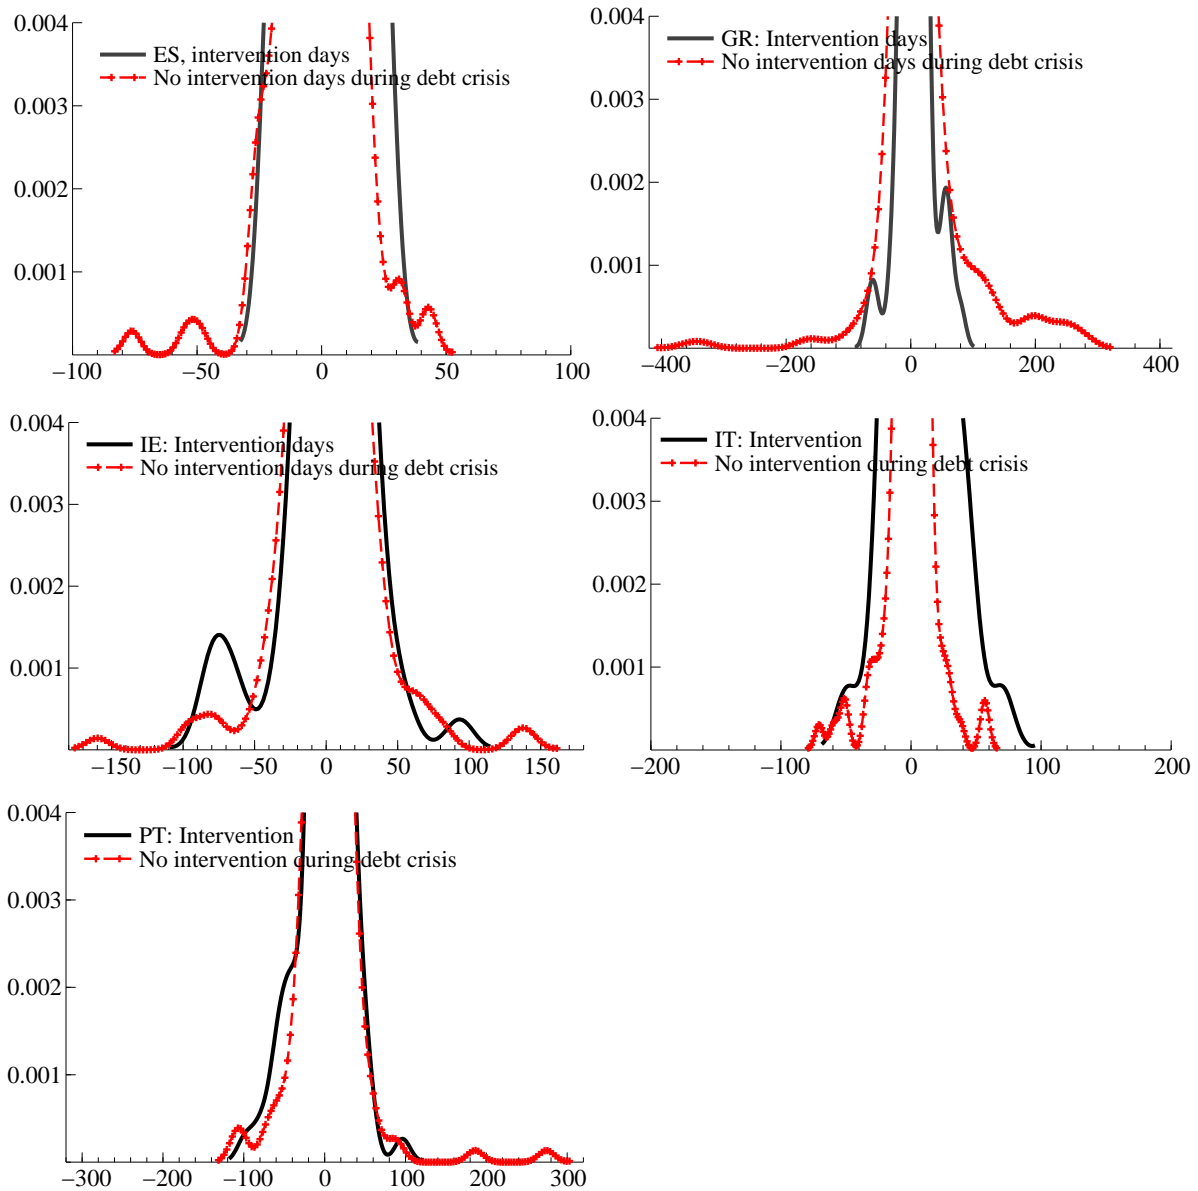 0.004
ES, intervention days
No intervention days during debt crisis
0.003
0.002
0.001
−100 −50 0 50 100
0.004
GR: Intervention days
No intervention days during debt crisis
0.003
0.002
0.001
−400 −200 0 200 400
0.004
IE: Intervention days
No intervention days during debt crisis
0.003
0.002
0.001
−150 −100 −50 0 50 100 150
0.004
IT: Intervention
No intervention during debt crisis
0.003
0.002
0.001
−200 −100 0 100 200
0.004
PT: Intervention
No intervention during debt crisis
0.003
0.002
0.001
−300 −200 −100 0 100 200 300